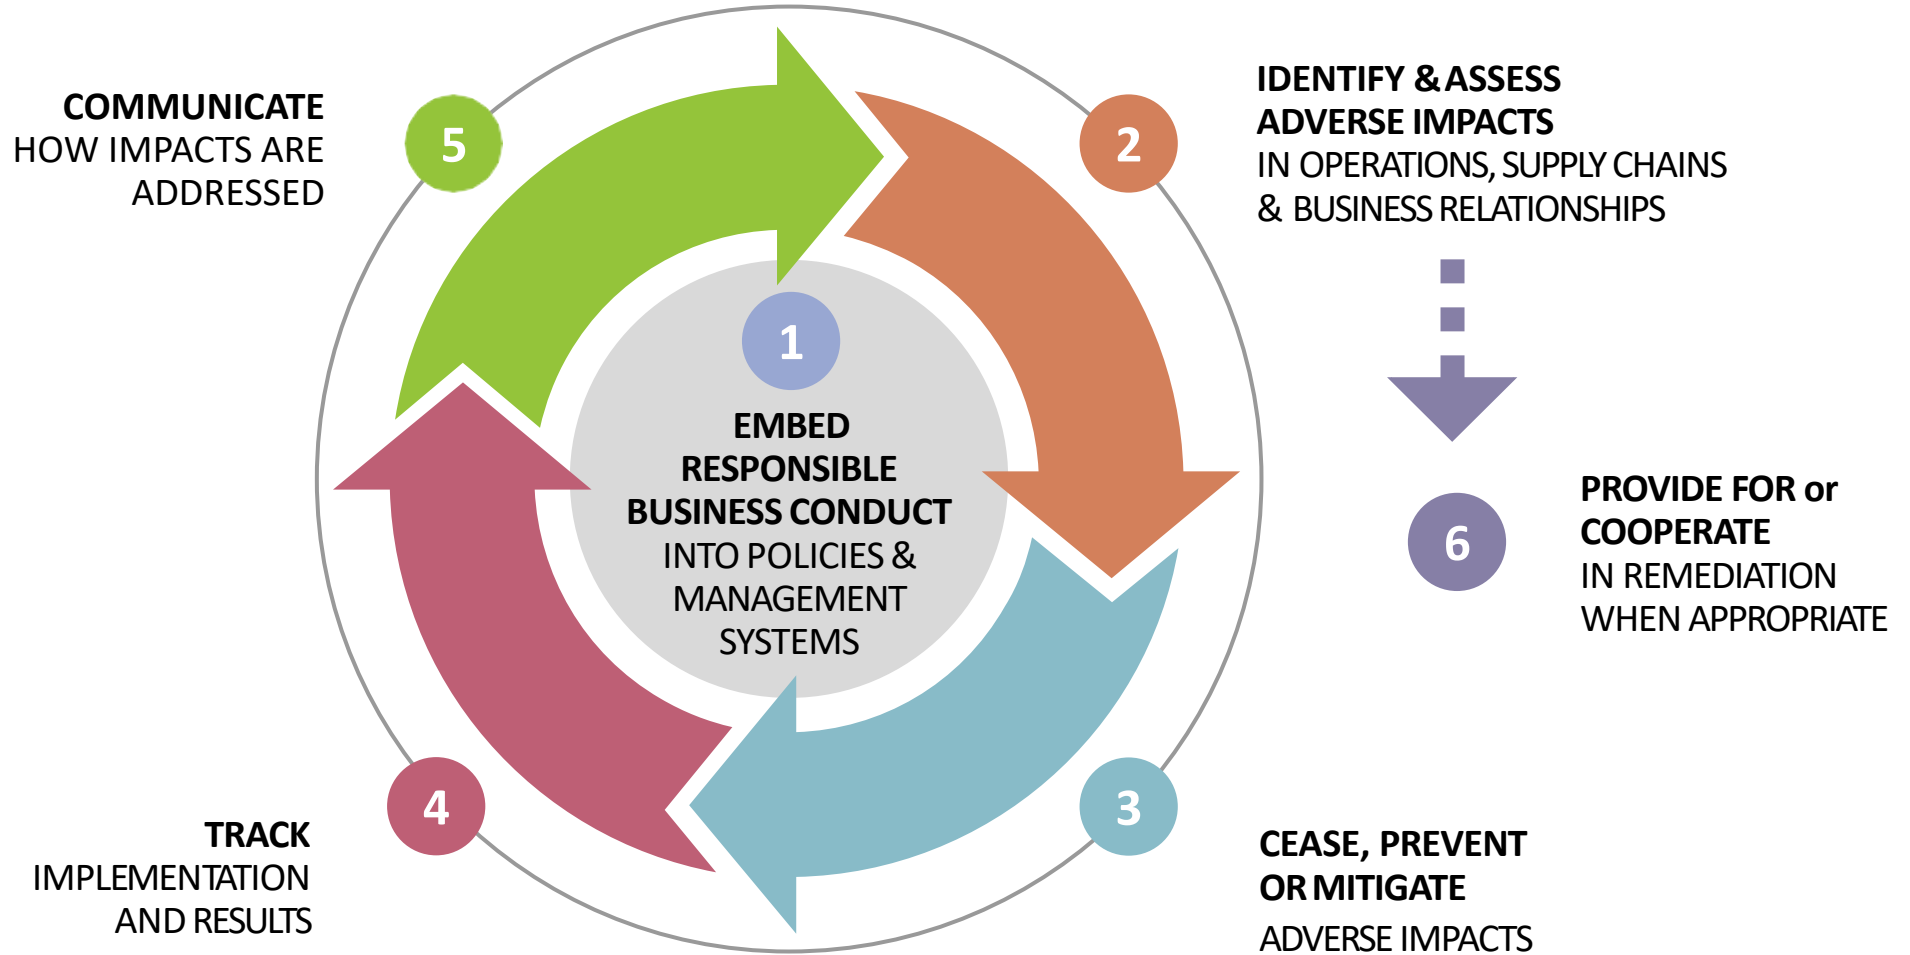 1
EMBED
RESPONSIBLE
BUSINESS CONDUCT
INTO POLICIES &
MANAGEMENT
SYSTEMS
2
IDENTIFY & ASSESS
ADVERSE IMPACTS
IN OPERATIONS, SUPPLY CHAINS
& BUSINESS RELATIONSHIPS
3
CEASE, PREVENT
OR MITIGATE
ADVERSE IMPACTS
4
TRACK
IMPLEMENTATION
AND RESULTS
5
COMMUNICATE
HOW IMPACTS ARE
ADDRESSED
6
PROVIDE FOR or
COOPERATE
IN REMEDIATION
WHEN APPROPRIATE